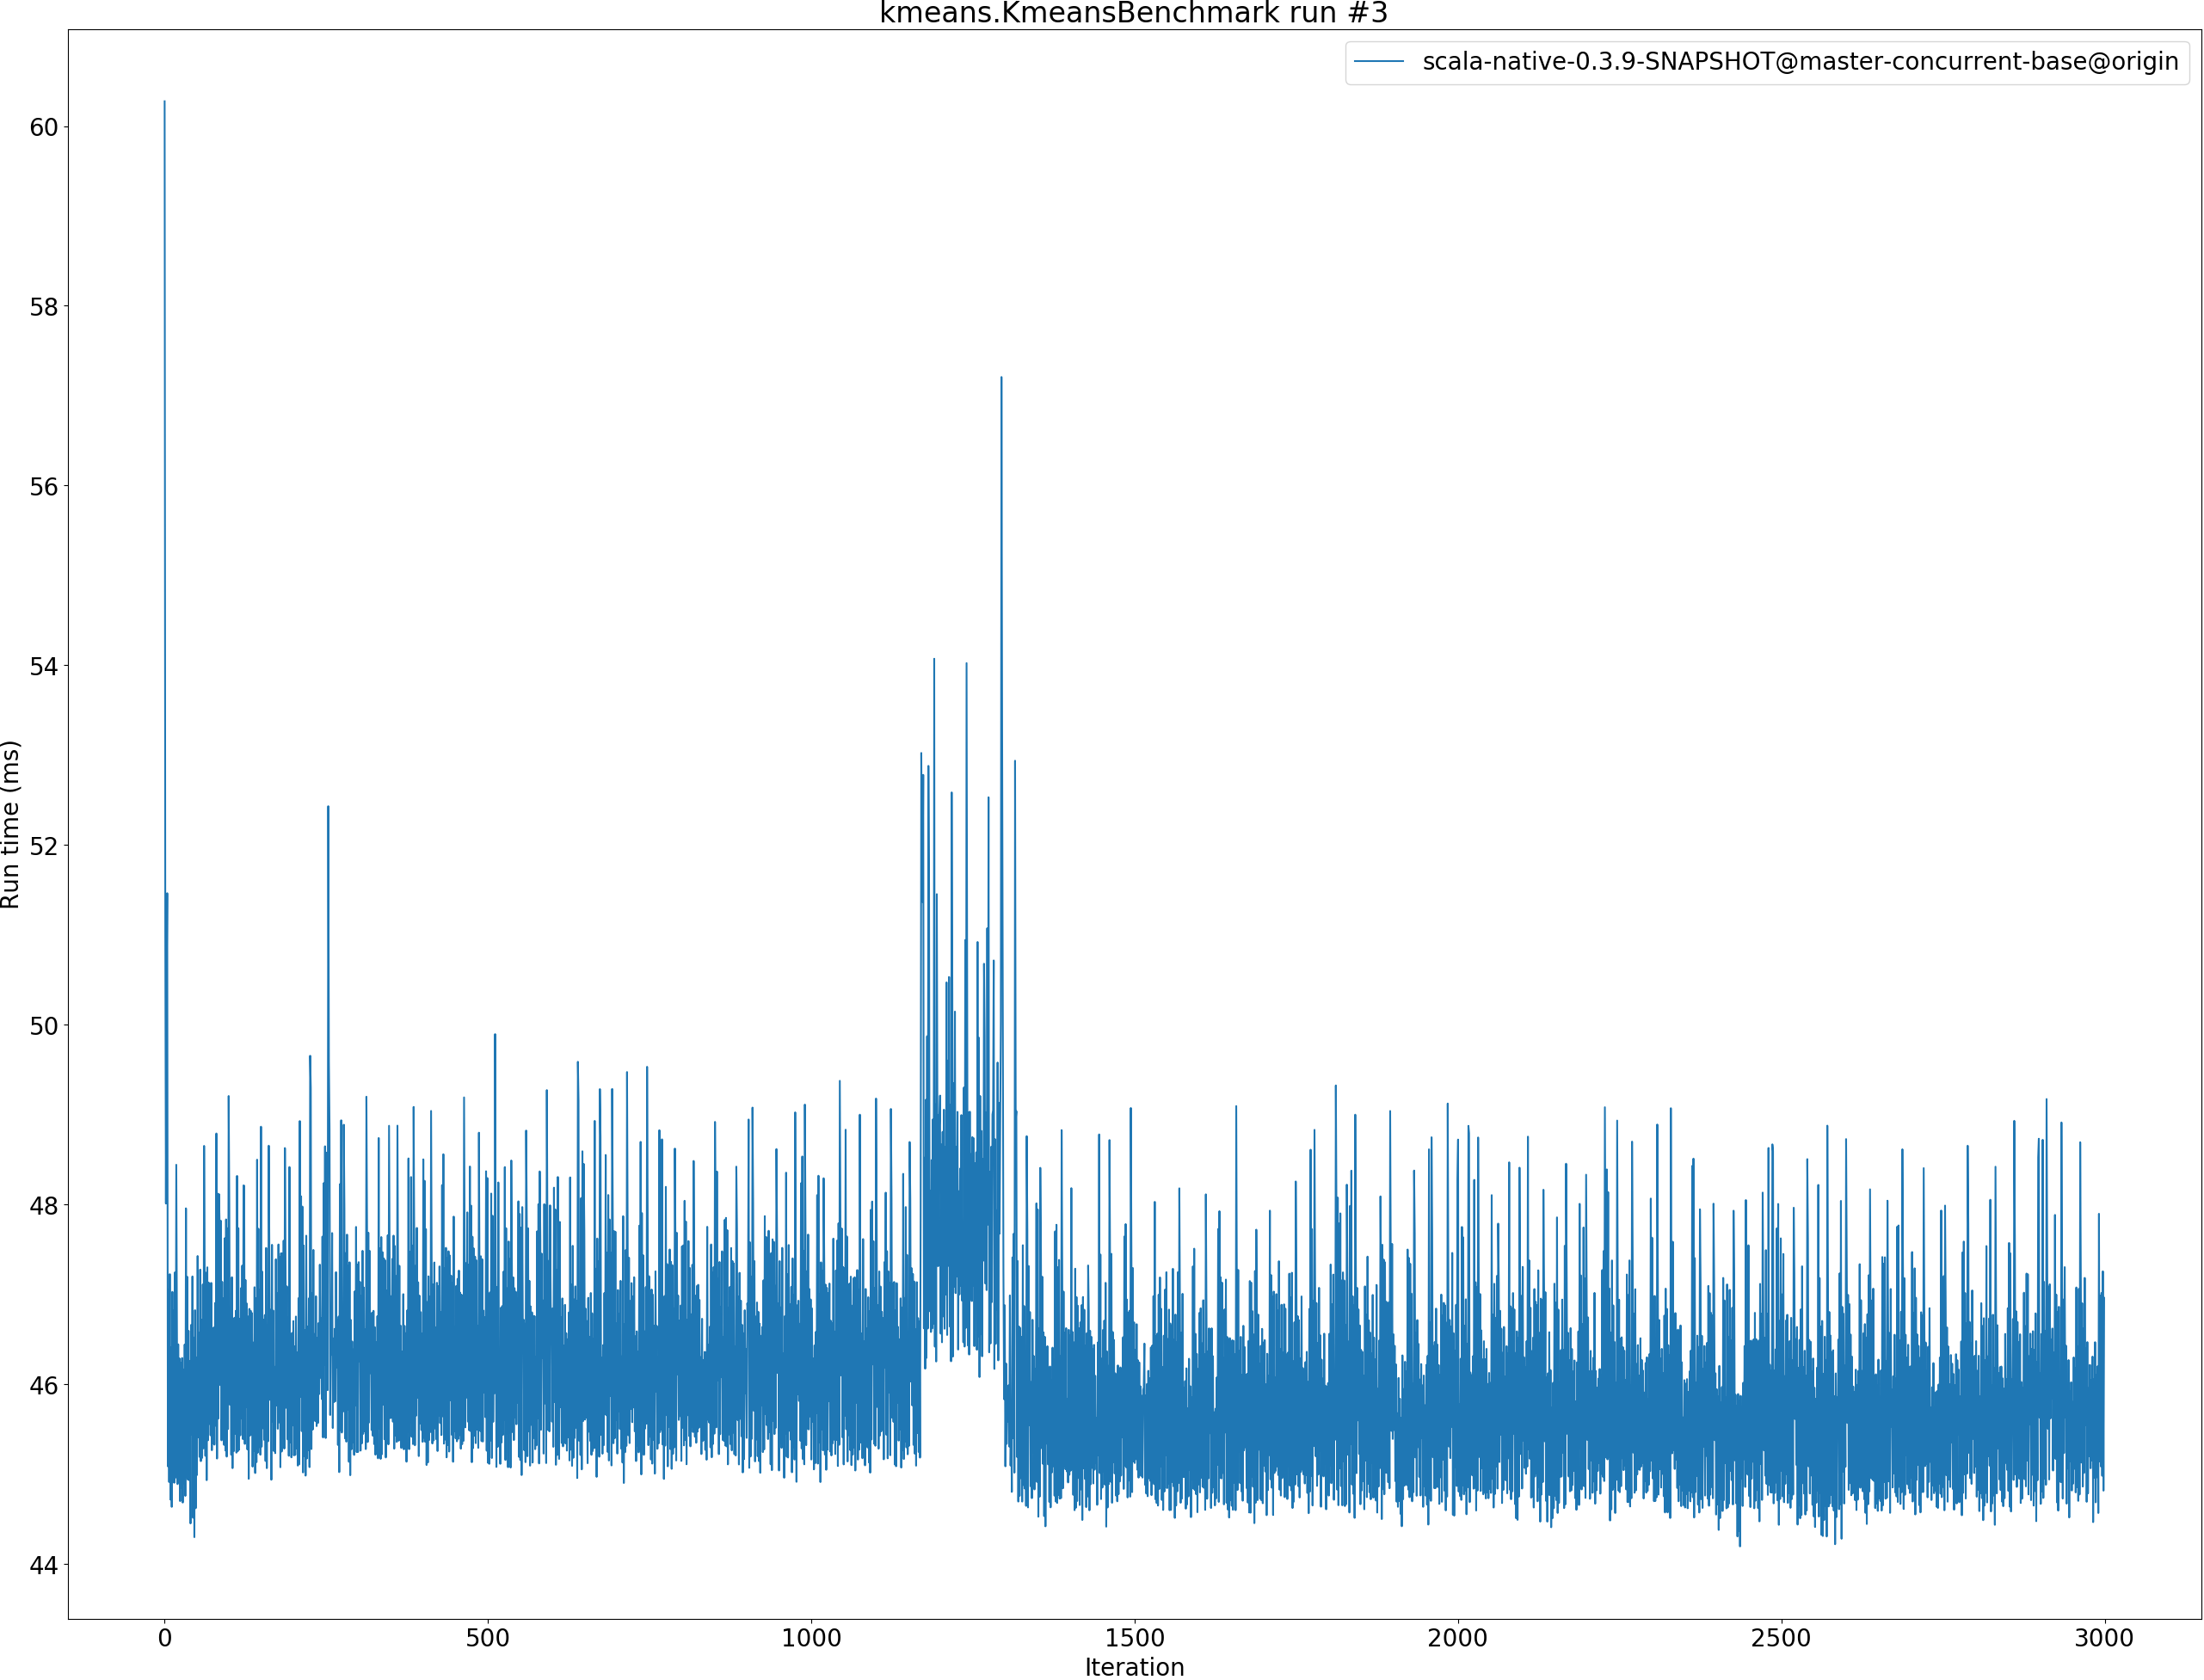 kmeans.KmeansBenchmark run #3
scala-native-0.3.9-SNAPSHOT@master-concurrent-base@origin
Run time (ms)
60
58
56
54
52
50
48
46
44
0 500 1000 1500 2000 2500 3000
Iteration